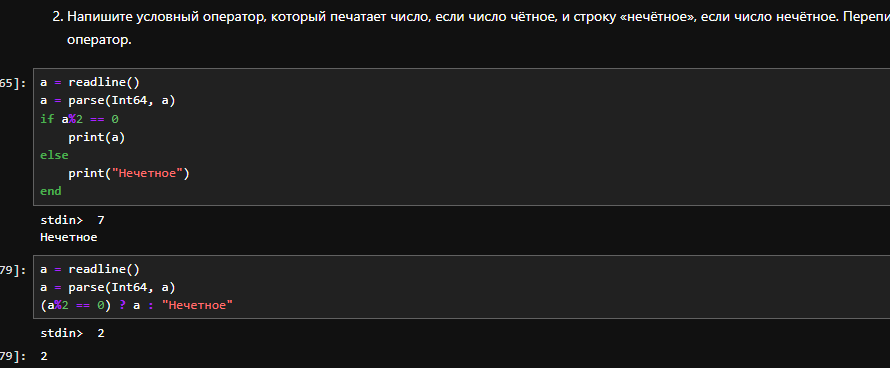 2. Напишите условный оператор, который печатает число, если число чётное, и строку «нечётное», если число нечётное.
оператор.
65]:
a = readline()
a = parse(Int64, a)
if a%2 == 0
    print(a)
else
    print("Нечетное")
end
stdin>  7
Нечетное
79]:
a = readline()
a = parse(Int64, a)
(a%2 == 0) ? a : "Нечетное"
stdin>  2
79]: 2